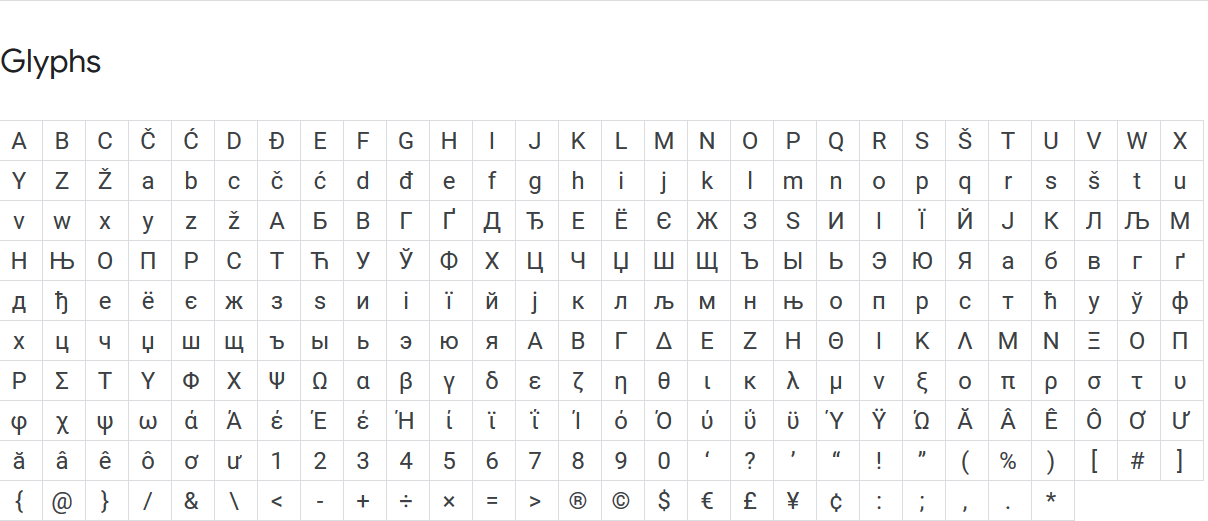 Glyphs
A B C Č Ć D Đ E F G H I J K L M N O P Q R S Š T U V W X
Y Z Ž a b c č ć d đ e f g h i j k l m n o p q r s š t u
v w x y z ž А Б В Г Ґ Д Ђ Е Ё Є Ж З Ѕ И І Ї Й Ј К Л Љ М
Н Њ О П Р С Т Ћ У Ў Ф Х Ц Ч Џ Ш Щ Ъ Ы Ь Э Ю Я а б в г ґ
д ђ е ё є ж з ѕ и і ї й ј к л љ м н њ о п р с т ћ у ў ф
х ц ч џ ш щ ъ ы ь э ю я Α Β Γ Δ Ε Ζ Η Θ Ι Κ Λ Μ Ν Ξ Ο Π
Ρ Σ Τ Υ Φ Χ Ψ Ω α β γ δ ε ζ η θ ι κ λ μ ν ξ ο π ρ σ τ υ
φ χ ψ ω ά Ά έ Έ έ Ή ί ϊ ΐ Ί ό Ό ύ ΰ ϋ Ύ Ϋ Ώ Ă Â Ê Ô Ơ Ư
ă â ê ô ơ ư 1 2 3 4 5 6 7 8 9 0 ‘ ? ’ “ ! ” ( % ) [ # ]
{ @ } / & \ < - + ÷ × = > ® © $ € £ ¥ ¢ : ; , . *